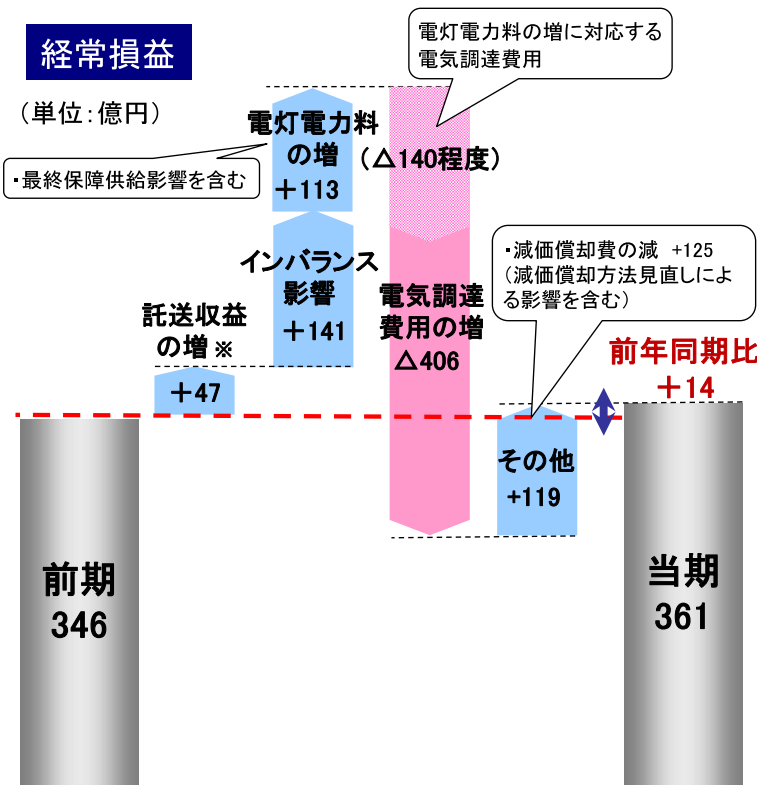 経常損益
（単位：億円）
電灯電力料の増に対応する
電気調達費用
電灯電力料
の増
＋113
（△140程度）
・最終保障供給影響を含む
インバランス
影響
＋141
電気調達
費用の増
△406
・減価償却費の減 +125
（減価償却方法見直しによ
る影響を含む）
託送収益
の増※
＋47
前年同期比
＋14
その他
+119
前期
346
当期
361